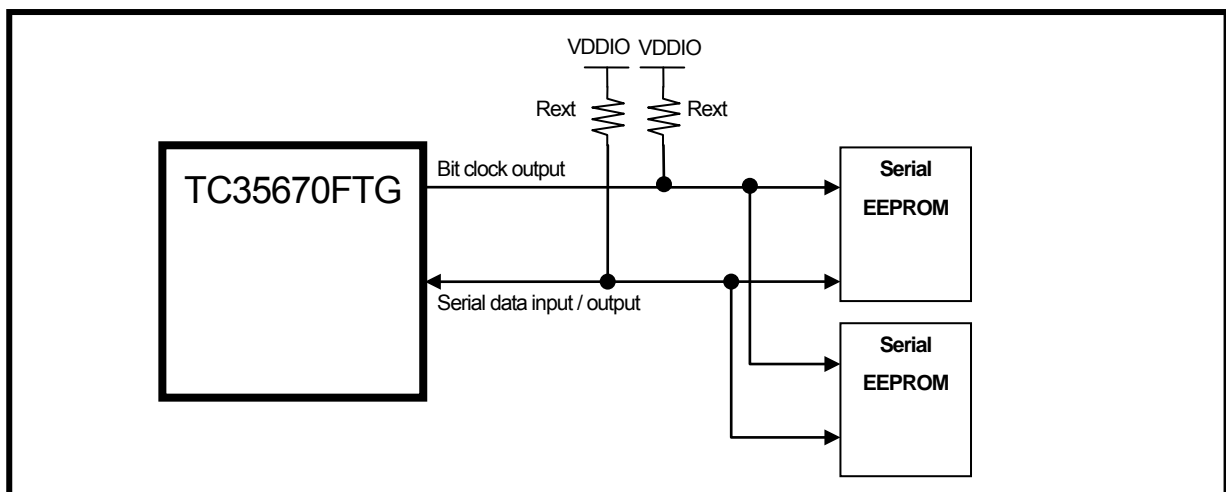 VDDIO VDDIO
Rext Rext
TC35670FTG
Bit clock output
Serial data input / output
Serial
EEPROM
Serial
EEPROM